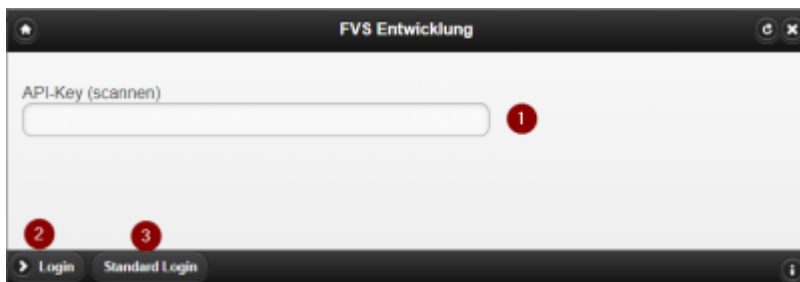 FVS Entwicklung
API-Key (scannen)
1
2
3
Login
Standard Login